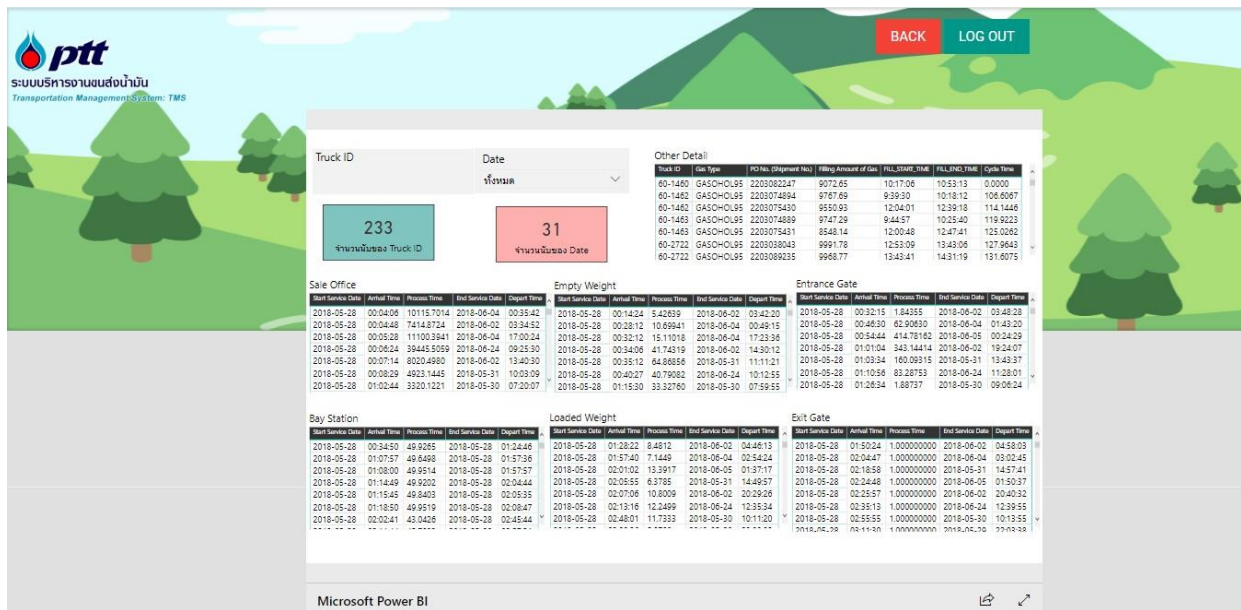 BACK LOG OUT
ptt
ระบบบริหารงานขนส่งน้ำมัน
Transportation Management System: TMS
Truck ID
Date
ทั้งหมด
233
จำนวนนับของ Truck ID
31
จำนวนนับของ Date
Other Detail
Truck ID Gas Type PO No. (Shipment No.) Filling Amount of Gas FILL_START_TIME FILL_END_TIME Cycle Time
60-1460 GASOHOL95 2203082247 9072.65 10:17:06 10:53:13 0.0000
60-1462 GASOHOL95 2203074894 9767.69 9:39:30 10:18:12 106.6067
60-1462 GASOHOL95 2203075430 9550.93 12:04:01 12:39:18 114.1446
60-1463 GASOHOL95 2203074889 9747.29 9:44:57 10:25:40 119.9223
60-1463 GASOHOL95 2203075431 8548.14 12:00:48 12:47:41 125.0262
60-2722 GASOHOL95 2203038043 9991.78 12:53:09 13:43:06 127.9643
60-2722 GASOHOL95 2203089235 9968.77 13:43:41 14:31:19 131.6075
Sale Office
Start Service Date Arrival Time Process Time End Service Date Depart Time
2018-05-28 00:04:06 10115.7014 2018-06-04 00:35:42
2018-05-28 00:04:48 7414.8724 2018-06-02 03:34:52
2018-05-28 00:05:28 11100.3941 2018-06-04 17:00:24
2018-05-28 00:06:24 39445.5059 2018-06-24 09:25:30
2018-05-28 00:07:14 8020.4980 2018-06-02 13:40:30
2018-05-28 00:08:29 4923.1445 2018-05-31 10:03:09
2018-05-28 01:02:44 3320.1221 2018-05-30 07:20:07
Empty Weight
Start Service Date Arrival Time Process Time End Service Date Depart Time
2018-05-28 00:14:24 5.42639 2018-06-02 03:42:20
2018-05-28 00:28:12 10.69941 2018-06-04 00:49:15
2018-05-28 00:32:12 15.11018 2018-06-04 17:23:36
2018-05-28 00:34:06 41.74319 2018-06-02 14:30:12
2018-05-28 00:35:12 64.86856 2018-05-31 11:11:21
2018-05-28 00:40:27 40.79082 2018-06-24 10:12:55
2018-05-28 01:15:30 33.32760 2018-05-30 07:59:55
Entrance Gate
Start Service Date Arrival Time Process Time End Service Date Depart Time
2018-05-28 00:32:15 1.84355 2018-06-02 03:48:28
2018-05-28 00:46:30 62.90630 2018-06-04 01:43:20
2018-05-28 00:54:44 414.78162 2018-06-05 00:24:29
2018-05-28 01:01:04 343.14414 2018-06-02 19:24:07
2018-05-28 01:03:34 160.09315 2018-05-31 13:43:37
2018-05-28 01:10:56 83.28753 2018-06-24 11:28:01
2018-05-28 01:26:34 1.88737 2018-05-30 09:06:24
Bay Station
Start Service Date Arrival Time Process Time End Service Date Depart Time
2018-05-28 00:34:50 49.9265 2018-05-28 01:24:46
2018-05-28 01:07:57 49.6498 2018-05-28 01:57:36
2018-05-28 01:08:00 49.9514 2018-05-28 01:57:57
2018-05-28 01:14:49 49.9202 2018-05-28 02:04:44
2018-05-28 01:15:45 49.8403 2018-05-28 02:05:35
2018-05-28 01:18:50 49.9519 2018-05-28 02:08:47
2018-05-28 02:02:41 43.0426 2018-05-28 02:45:44
Loaded Weight
Start Service Date Arrival Time Process Time End Service Date Depart Time
2018-05-28 01:28:22 8.4812 2018-06-02 04:46:13
2018-05-28 01:57:40 7.1449 2018-06-04 02:54:24
2018-05-28 02:01:02 13.3917 2018-06-05 01:37:17
2018-05-28 02:05:55 6.3785 2018-05-31 14:49:57
2018-05-28 02:07:06 10.8009 2018-06-02 20:29:26
2018-05-28 02:13:16 12.2499 2018-06-24 12:35:34
2018-05-28 02:48:01 11.7333 2018-05-30 10:11:20
Exit Gate
Start Service Date Arrival Time Process Time End Service Date Depart Time
2018-05-28 01:50:24 1.000000000 2018-06-02 04:58:03
2018-05-28 02:04:47 1.000000000 2018-06-04 03:02:45
2018-05-28 02:18:58 1.000000000 2018-05-31 14:57:41
2018-05-28 02:24:48 1.000000000 2018-06-05 01:50:37
2018-05-28 02:25:57 1.000000000 2018-06-02 20:40:32
2018-05-28 02:35:13 1.000000000 2018-06-24 12:39:55
2018-05-28 02:55:55 1.000000000 2018-05-30 10:13:55
2018-05-28 03:11:30 1.000000000 2018-05-29 22:03:38
Microsoft Power BI